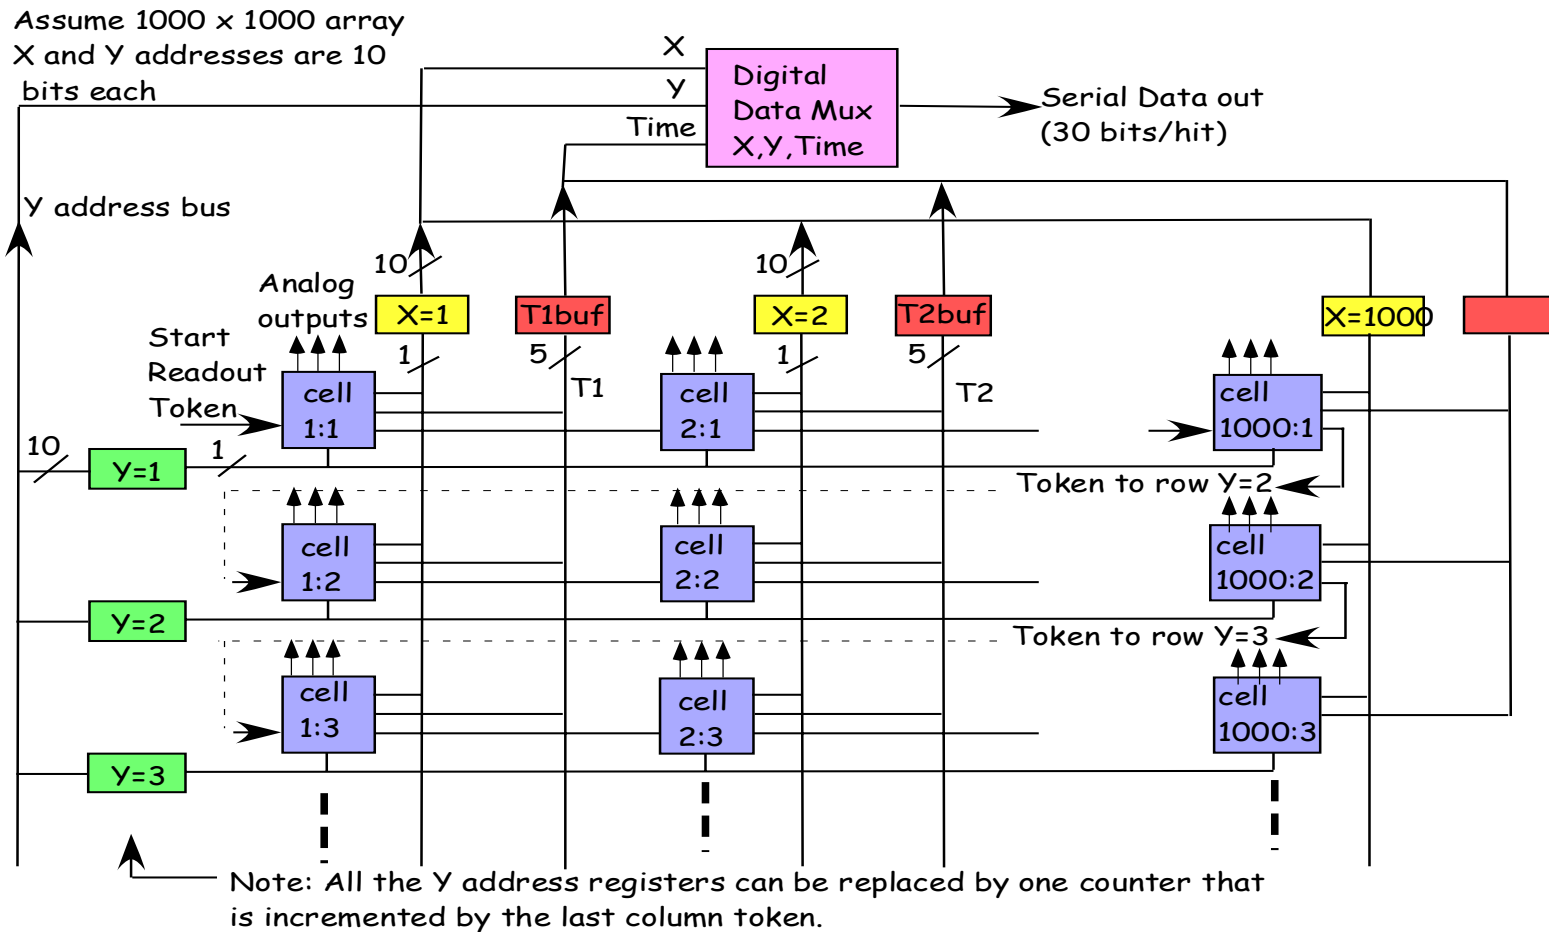 Assume 1000 x 1000 array
X and Y addresses are 10
bits each
X
Y
Time
Digital
Data Mux
X,Y,Time
Serial Data out
(30 bits/hit)
Y address bus
10
10
Analog
outputs
X=1
T1buf
X=2
T2buf
X=1000
Start
Readout
Token
1
5
T1
1
5
T2
cell
1:1
cell
2:1
cell
1000:1
10
Y=1
1
Token to row Y=2
cell
1:2
cell
2:2
cell
1000:2
Y=2
Token to row Y=3
cell
1:3
cell
2:3
cell
1000:3
Y=3
Note: All the Y address registers can be replaced by one counter that
is incremented by the last column token.